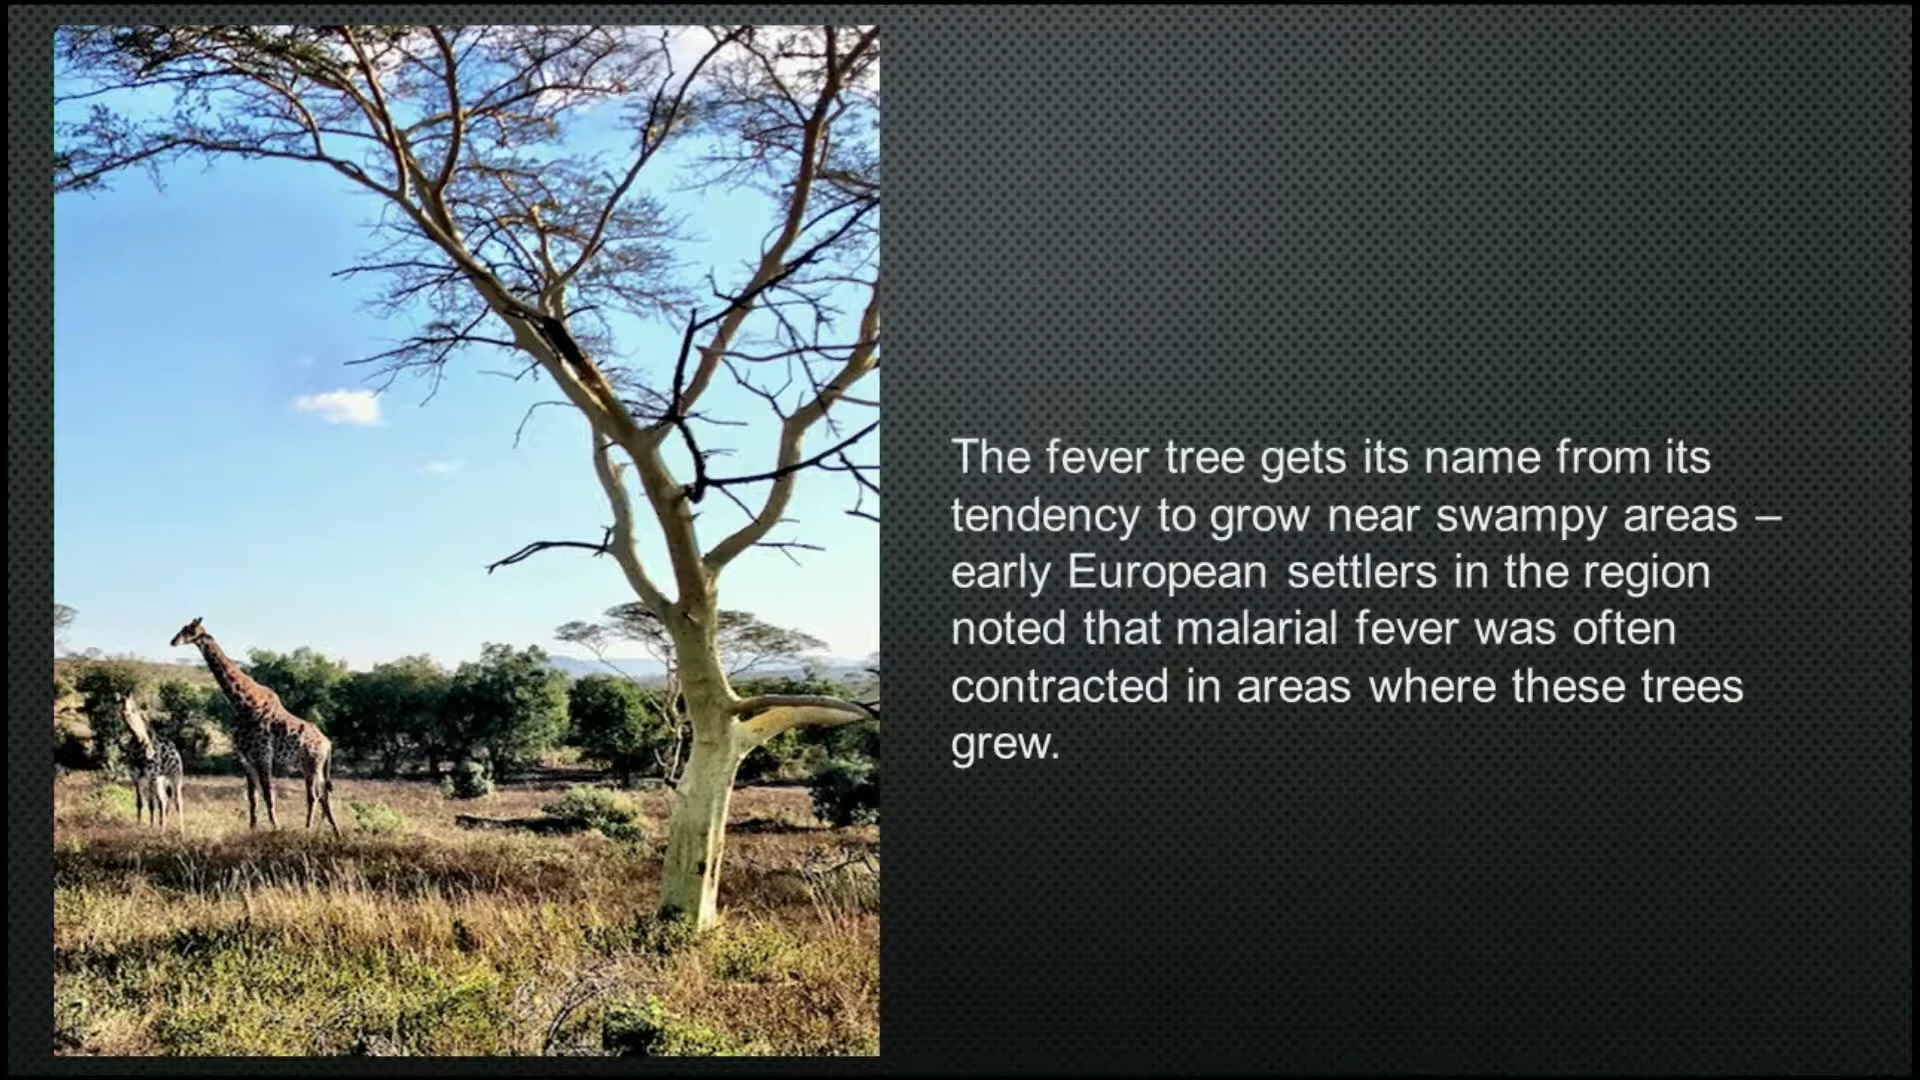 The fever tree gets its name from its
tendency to grow near swampy areas –
early European settlers in the region
noted that malarial fever was often
contracted in areas where these trees
grew.